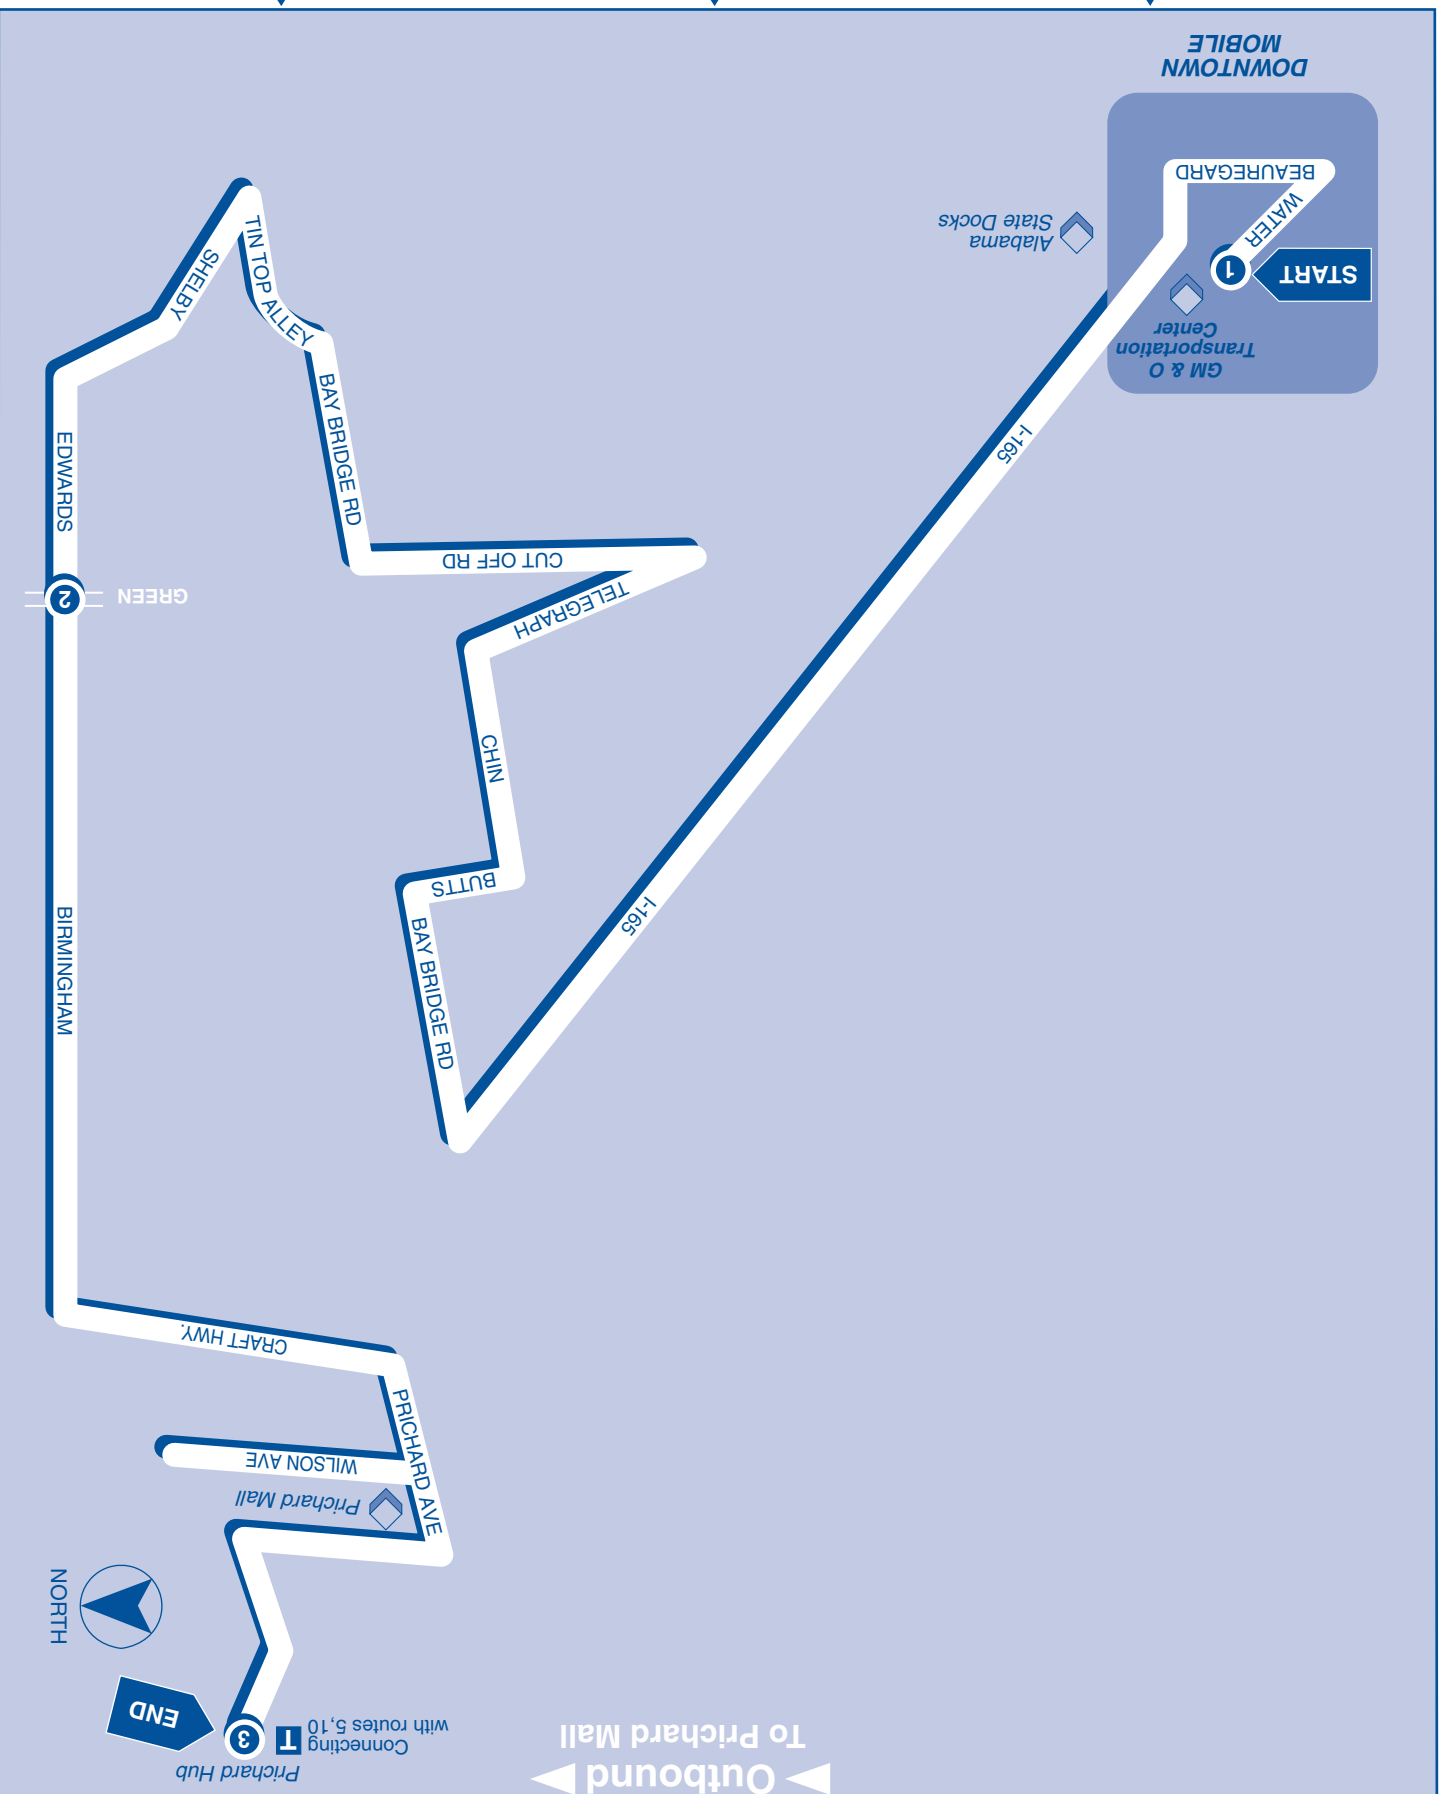 Outbound
To Prichard Mall
Prichard Hub
3
T
Connecting
with routes 5,10
END
NORTH
Prichard Mall
WILSON AVE
PRICHARD AVE
CRAFT HWY.
BIRMINGHAM
BAY BRIDGE RD
I-165
BUTTS
CHIN
TELEGRAPH
GREEN
2
CUT OFF RD
EDWARDS
BAY BRIDGE RD
I-165
TIN TOP ALLEY
SHELBY
GM & O
Transportation
Center
START
1
Alabama
State Docks
WATER
BEAUREGARD
DOWNTOWN
MOBILE